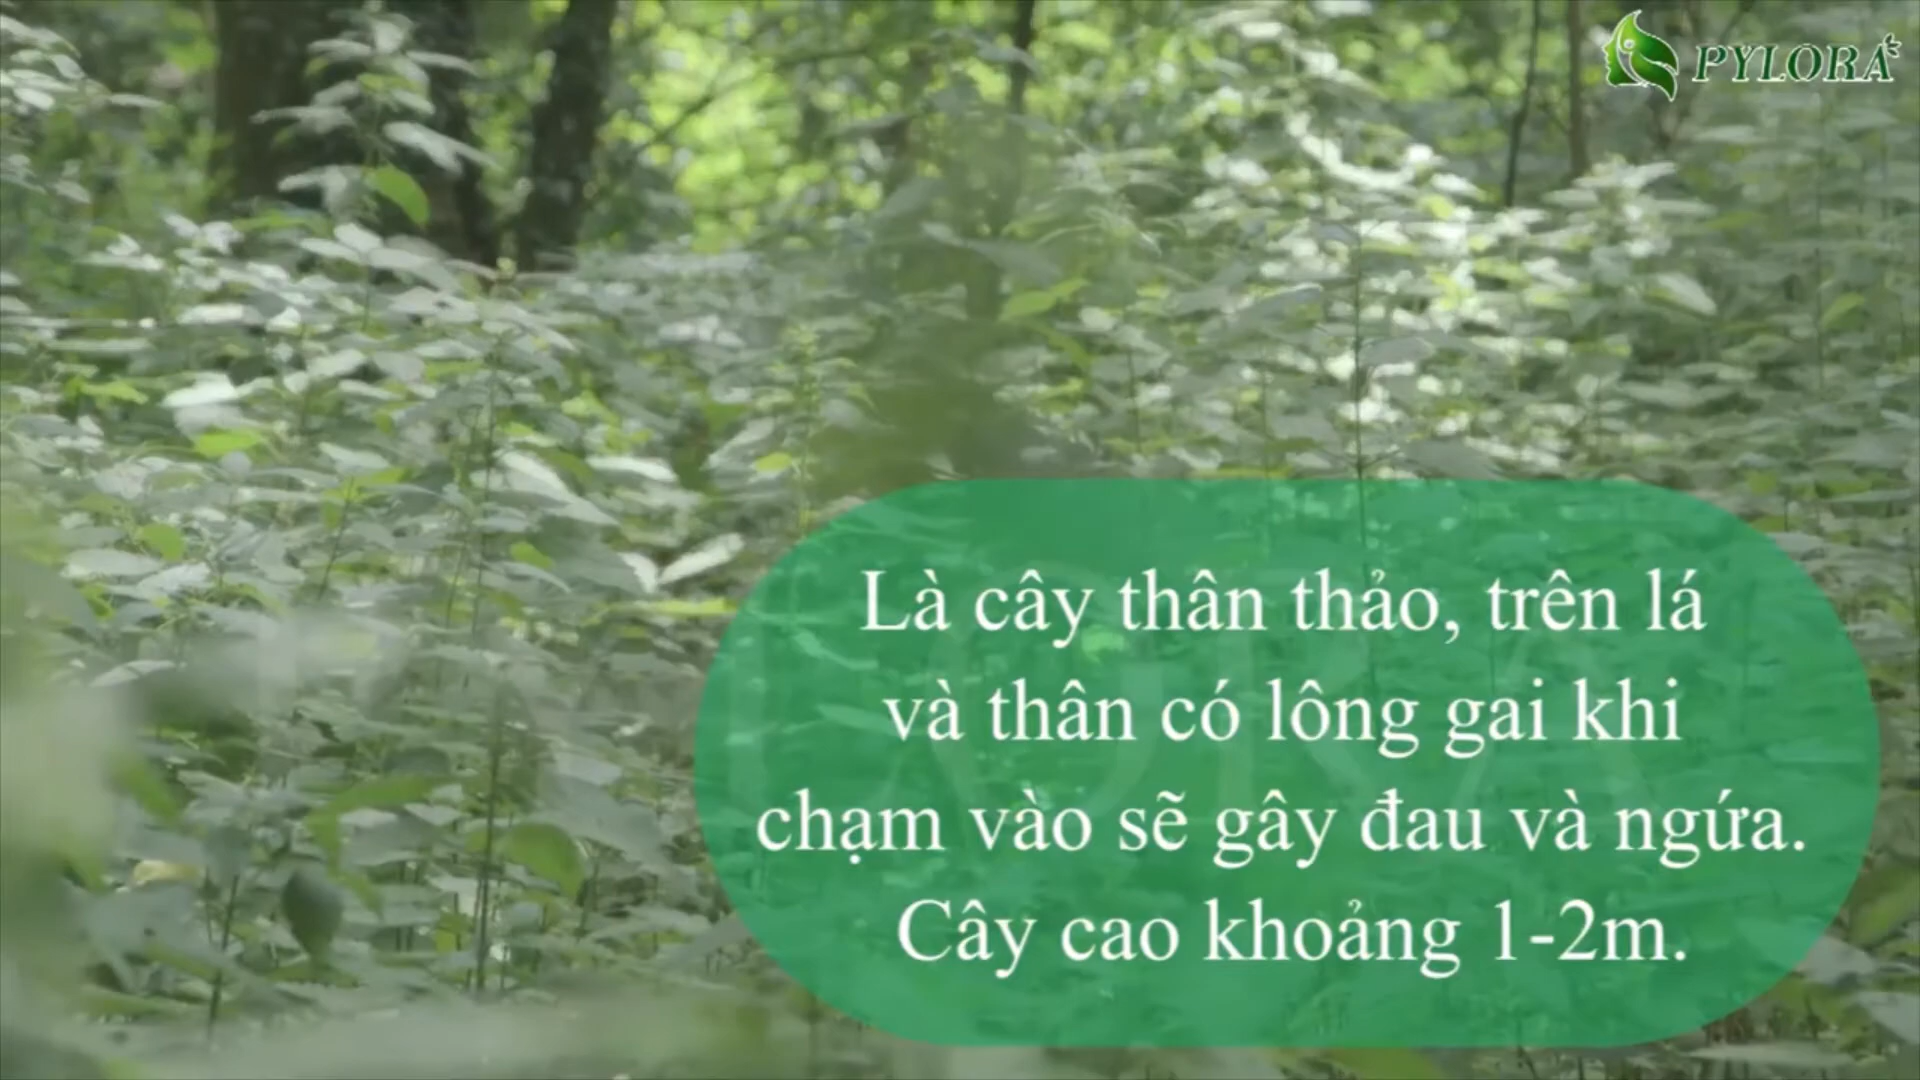 PYLORA
Là cây thân thảo, trên lá
và thân có lông gai khi
chạm vào sẽ gây đau và ngứa.
Cây cao khoảng 1-2m.